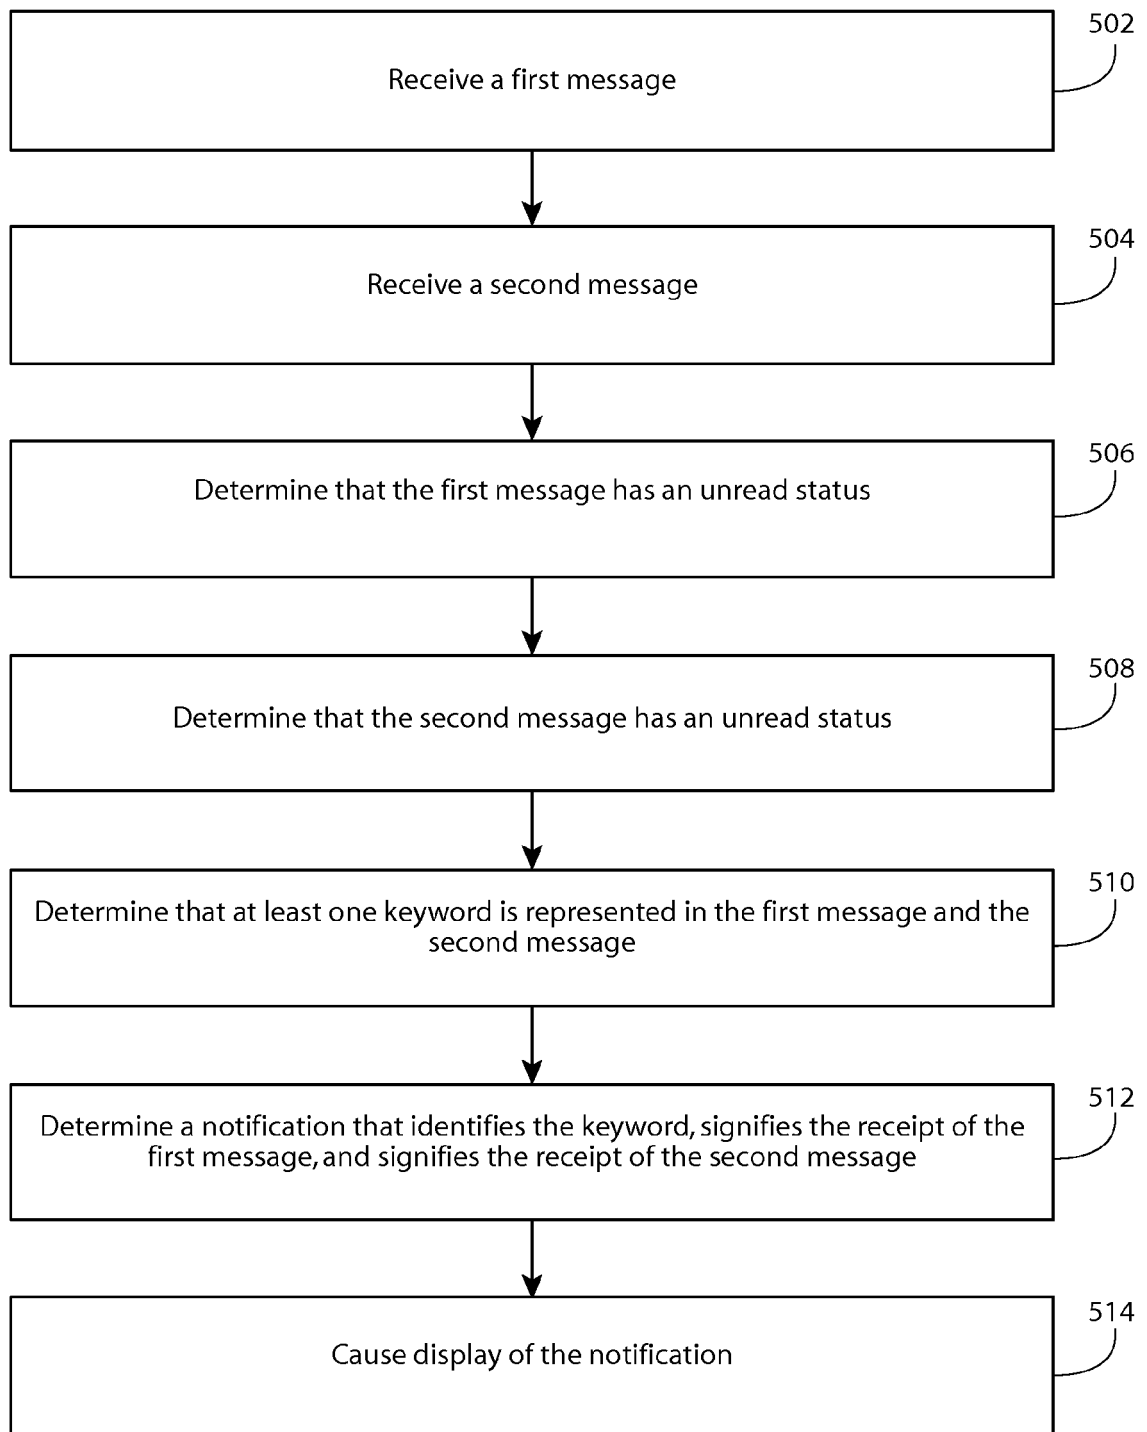 502
Receive a first message
504
Receive a second message
506
Determine that the first message has an unread status
508
Determine that the second message has an unread status
510
Determine that at least one keyword is represented in the first message and the
second message
512
Determine a notification that identifies the keyword, signifies the receipt of the
first message, and signifies the receipt of the second message
514
Cause display of the notification